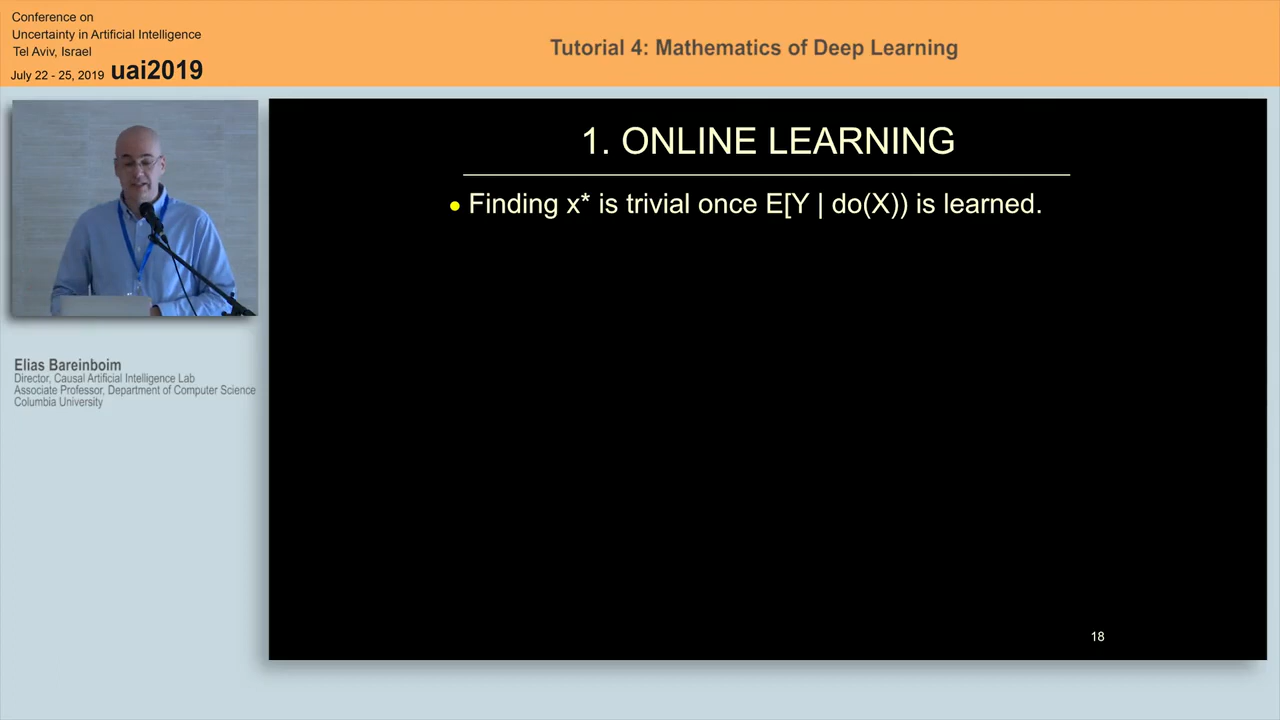 Conference on
Uncertainty in Artificial Intelligence
Tel Aviv, Israel
July 22 - 25, 2019 uai2019
Tutorial 4: Mathematics of Deep Learning
1. ONLINE LEARNING
• Finding x* is trivial once E[Y | do(X)) is learned.
18
Elias Bareinboim
Director, Causal Artificial Intelligence Lab
Associate Professor, Department of Computer Science
Columbia University